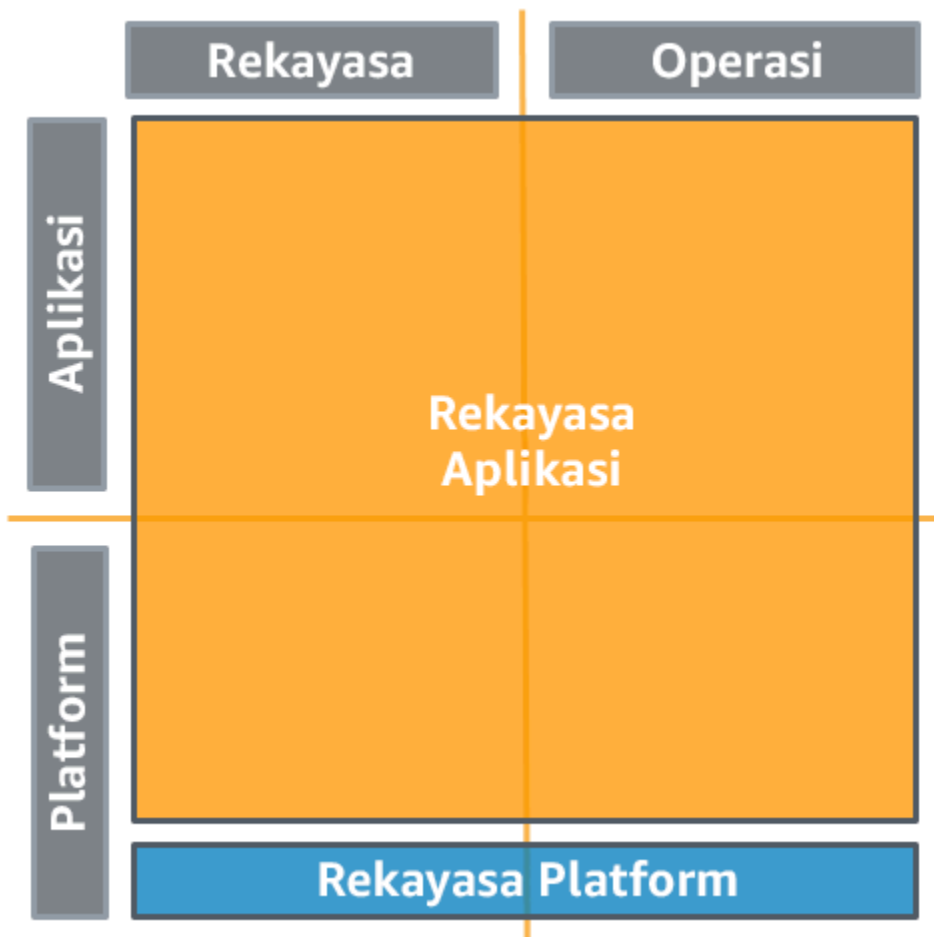 Rekayasa
Operasi
Aplikasi
Rekayasa
Aplikasi
Platform
Rekayasa Platform